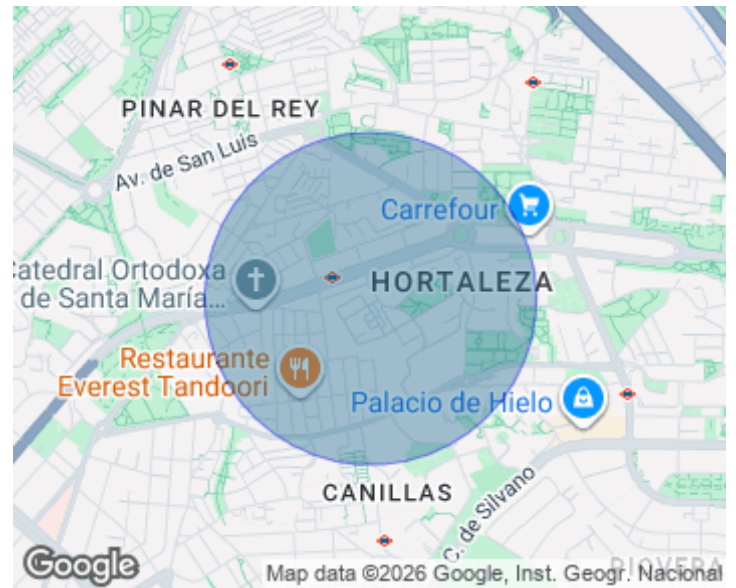 PINAR DEL REY
Av. de San Luis
Carrefour
Catedral Ortodoxa
de Santa María...
HORTALEZA
Restaurante
Everest Tandoori
Palacio de Hielo
CANILLAS
C. de Silvano
PIOVERA
Google
Map data ©2026 Google, Inst. Geogr. Nacional